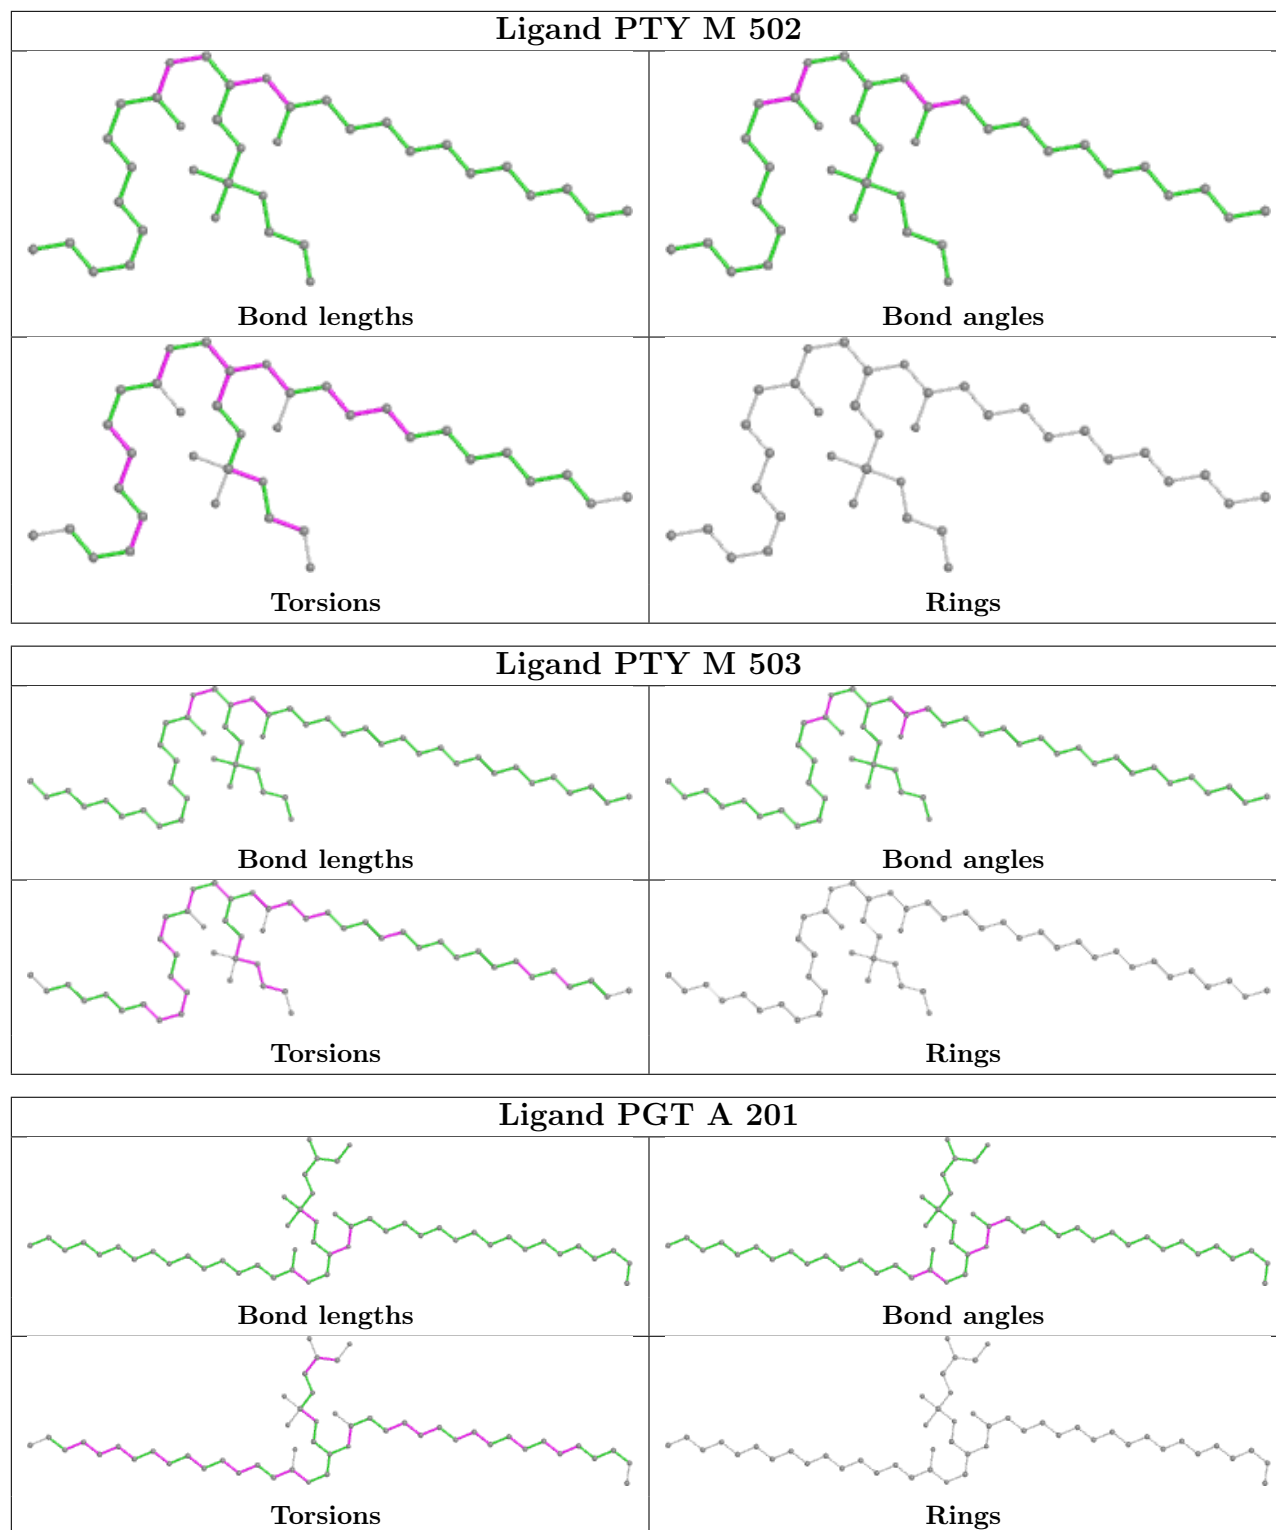 Ligand PTY M 502
Bond lengths
Bond angles
Torsions
Rings
Ligand PTY M 503
Bond lengths
Bond angles
Torsions
Rings
Ligand PGT A 201
Bond lengths
Bond angles
Torsions
Rings